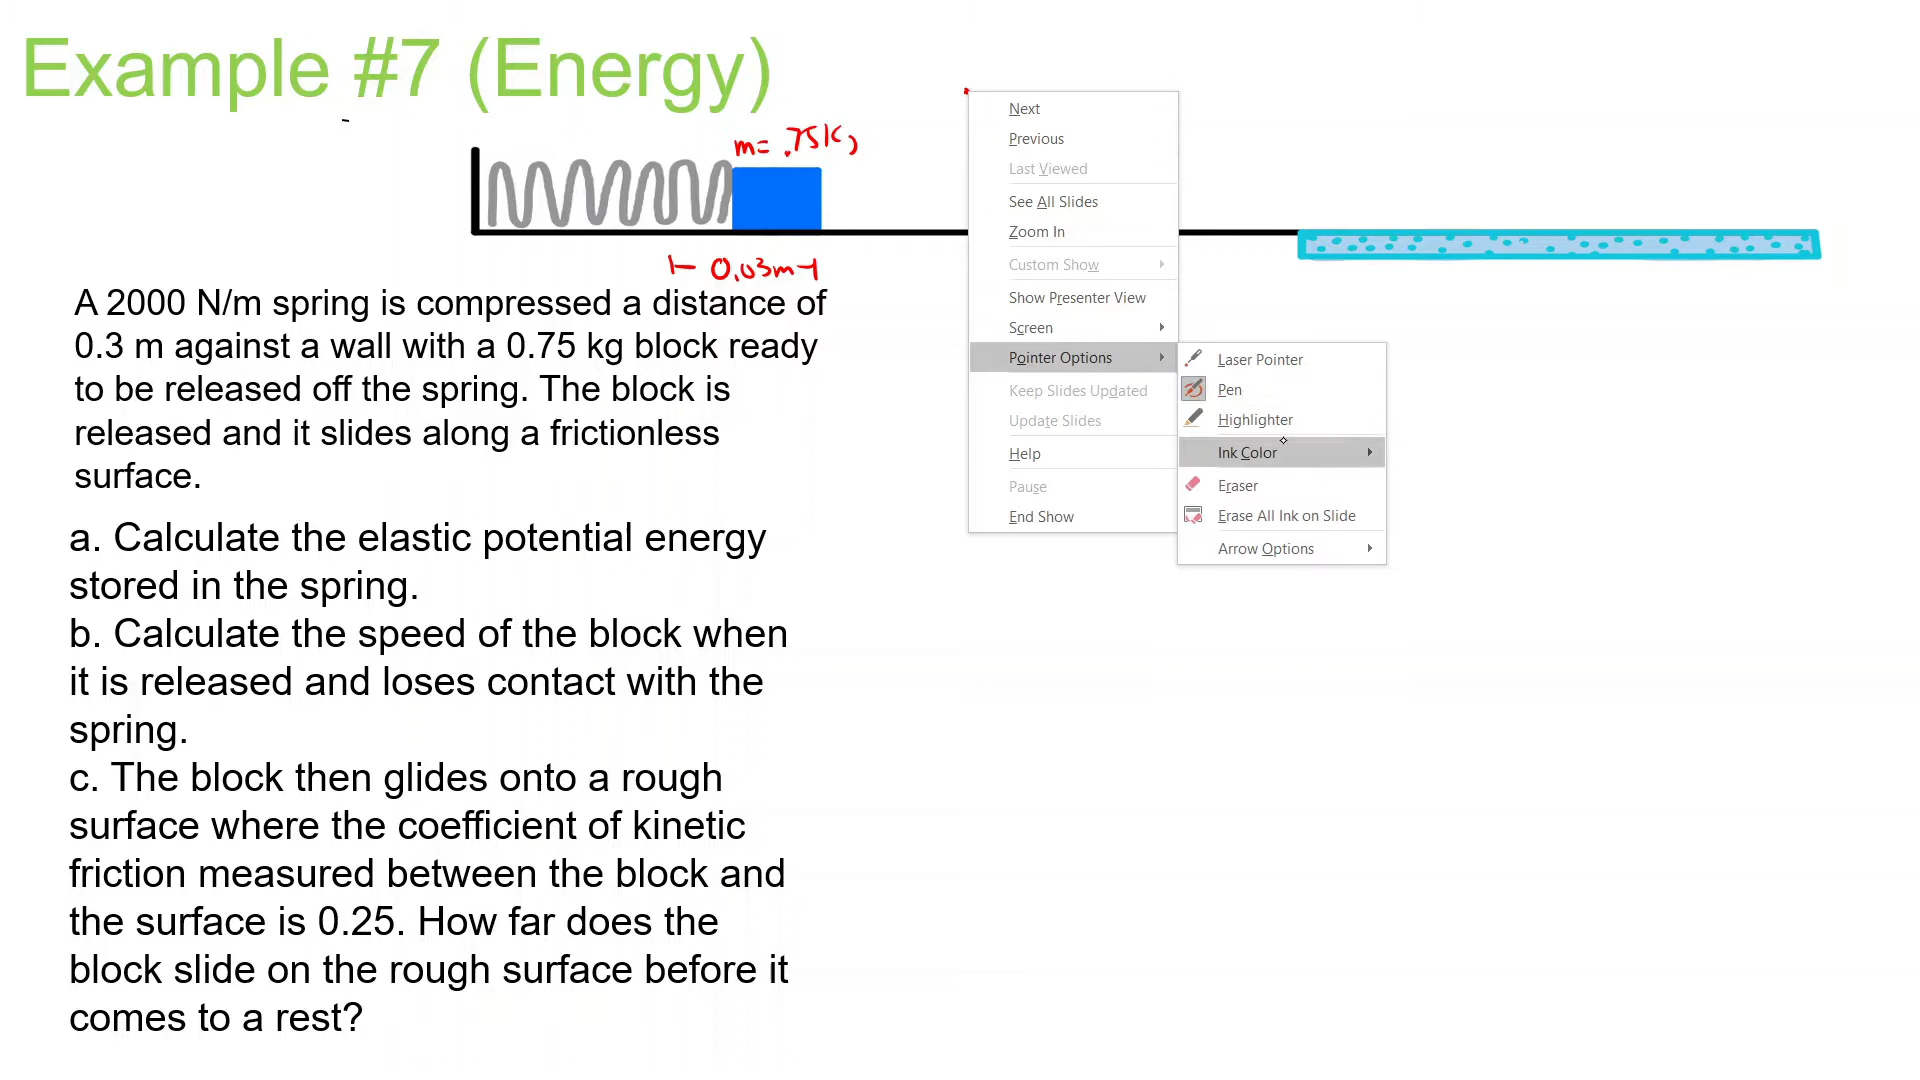 Example #7 (Energy)
m= .75K
0.03m
A 2000 N/m spring is compressed a distance of
0.3 m against a wall with a 0.75 kg block ready
to be released off the spring. The block is
released and it slides along a frictionless
surface.
a. Calculate the elastic potential energy
stored in the spring.
b. Calculate the speed of the block when
it is released and loses contact with the
spring.
c. The block then glides onto a rough
surface where the coefficient of kinetic
friction measured between the block and
the surface is 0.25. How far does the
block slide on the rough surface before it
comes to a rest?
Next
Previous
Last Viewed
See All Slides
Zoom In
Custom Show
Show Presenter View
Screen
Pointer Options
Keep Slides Updated
Update Slides
Help
Pause
End Show
Laser Pointer
Pen
Highlighter
Ink Color
Eraser
Erase All Ink on Slide
Arrow Options